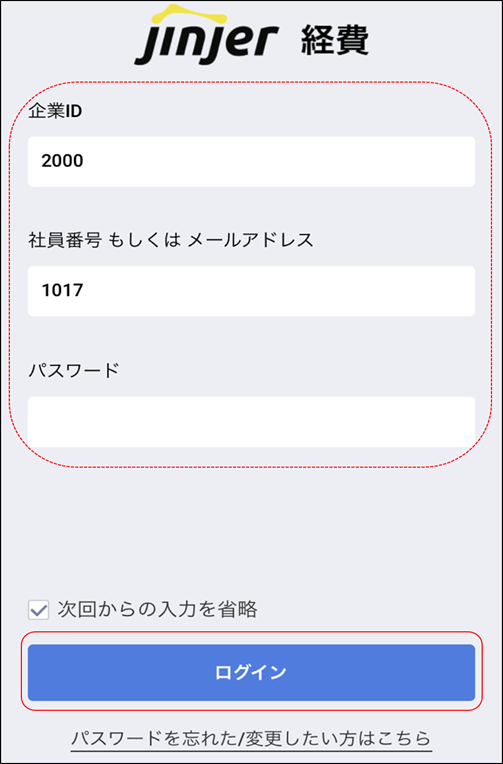 jinjer 経費
企業ID
2000
社員番号 もしくは メールアドレス
1017
パスワード
次回からの入力を省略
ログイン
パスワードを忘れた/変更したい方はこちら